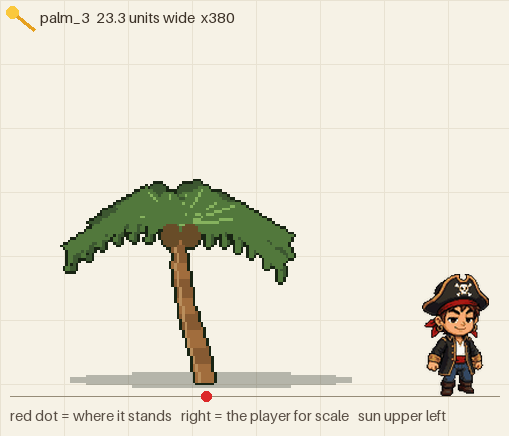 palm_3  23.3 units wide  x380
red dot = where it stands   right = the player for scale   sun upper left